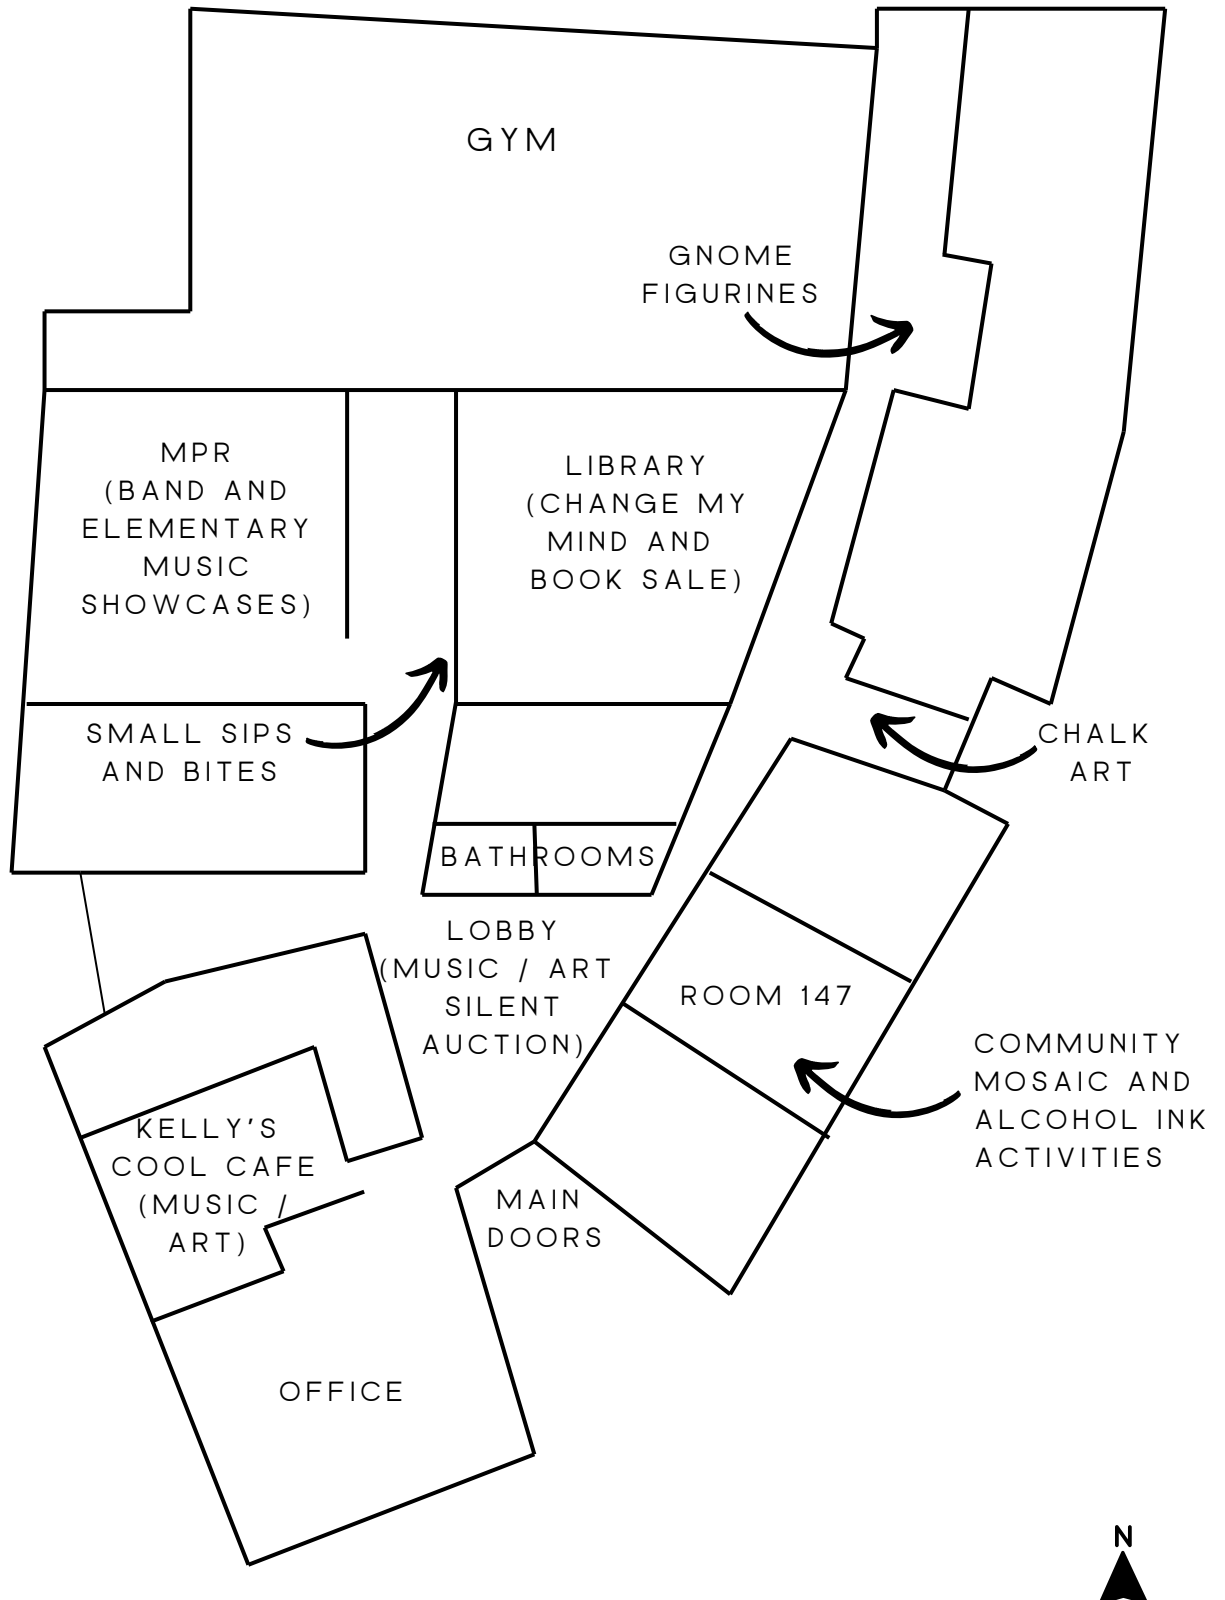 GYM
GNOME
FIGURINES
MPR
(BAND AND
ELEMENTARY
MUSIC
SHOWCASES)
LIBRARY
(CHANGE MY
MIND AND
BOOK SALE)
SMALL SIPS
AND BITES
CHALK
ART
BATHROOMS
LOBBY
(MUSIC / ART
SILENT
AUCTION)
ROOM 147
COMMUNITY
MOSAIC AND
ALCOHOL INK
ACTIVITIES
KELLY'S
COOL CAFE
(MUSIC /
ART)
MAIN
DOORS
OFFICE
N